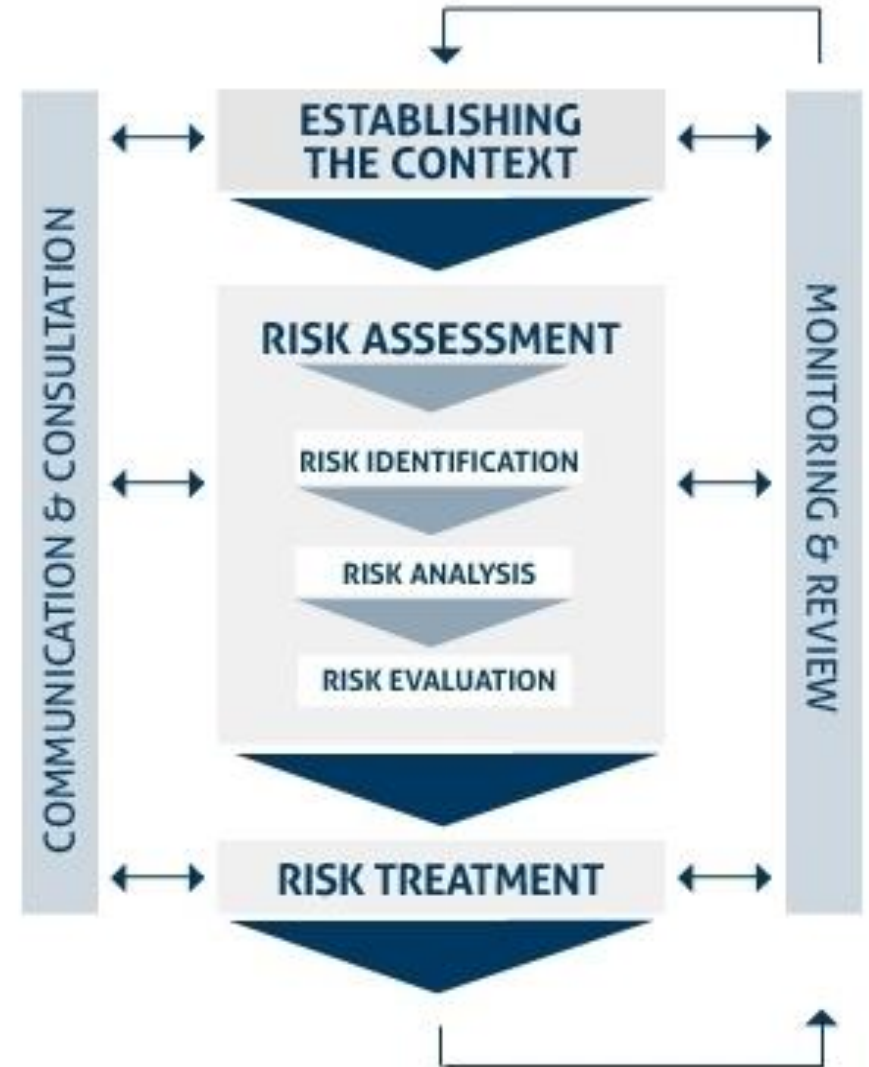 ESTABLISHING
THE CONTEXT
COMMUNICATION & CONSULTATION
RISK ASSESSMENT
RISK IDENTIFICATION
RISK ANALYSIS
RISK EVALUATION
MONITORING & REVIEW
RISK TREATMENT